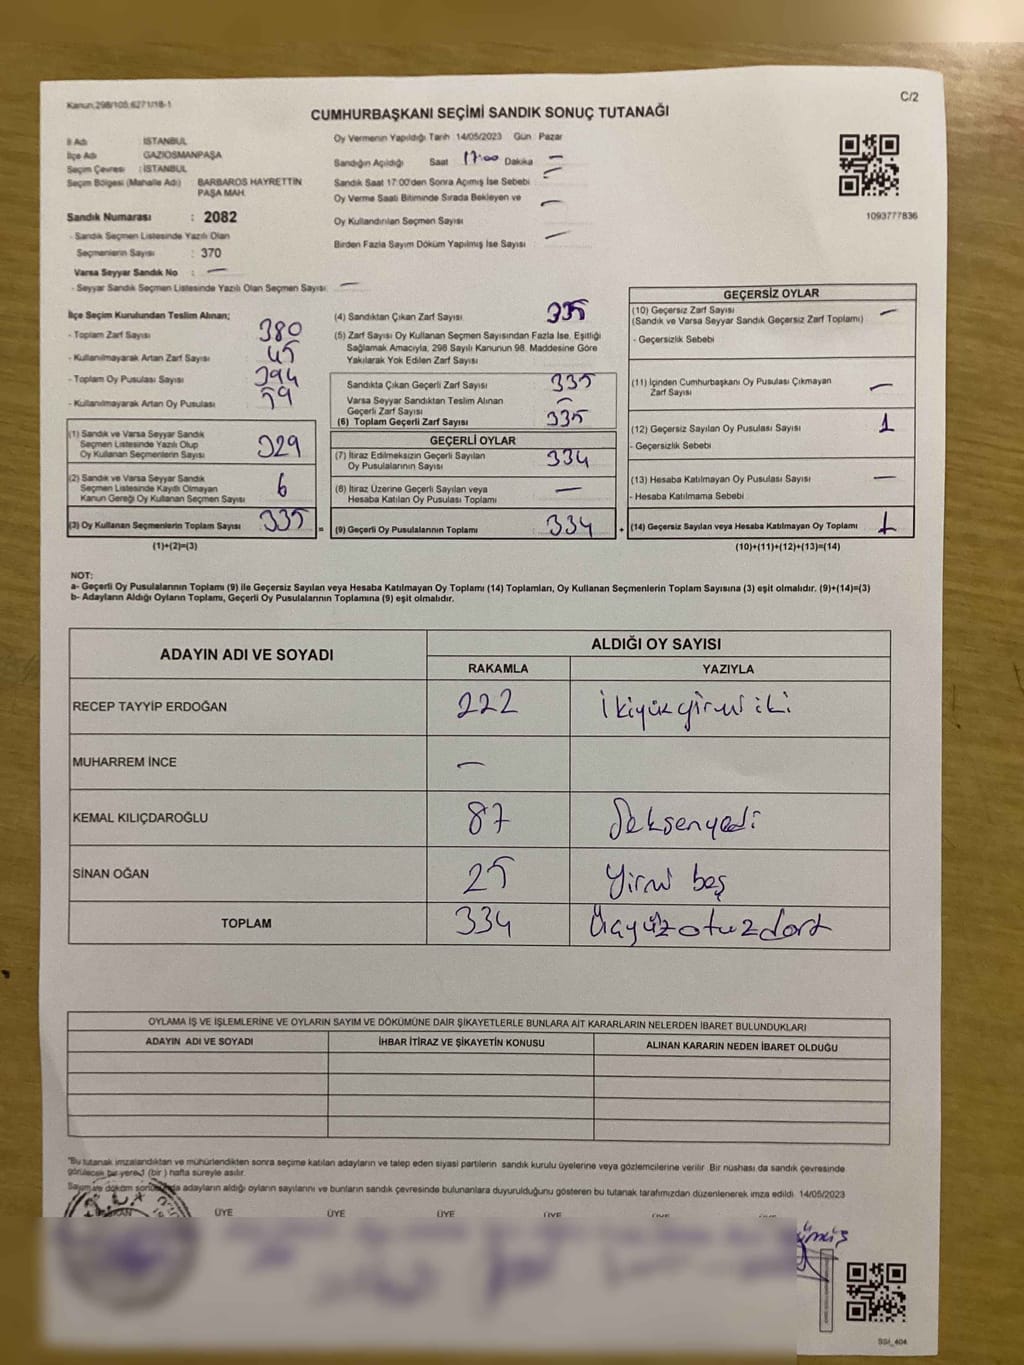 Kanun;298/105;6271/18-1
C/2
CUMHURBAŞKANI SEÇİMİ SANDIK SONUÇ TUTANAĞI
İl Adı : İSTANBUL
İlçe Adı : GAZİOSMANPAŞA
Seçim Çevresi : İSTANBUL
Seçim Bölgesi (Mahalle Adı) : BARBAROS HAYRETTİN PAŞA MAH.
Sandık Numarası : 2082
- Sandık Seçmen Listesinde Yazılı Olan
Seçmenlerin Sayısı : 370
Varsa Seyyar Sandık No : —
- Seyyar Sandık Seçmen Listesinde Yazılı Olan Seçmen Sayısı : —
Oy Vermenin Yapıldığı Tarih 14/05/2023 Gün Pazar
Sandığın Açıldığı Saat 17:00 Dakika —
Sandık Saat 17:00'den Sonra Açımış İse Sebebi : —
Oy Verme Saati Bitiminde Sırada Bekleyen ve : —
Oy Kullandırılan Seçmen Sayısı
Birden Fazla Sayım Döküm Yapılmış İse Sayısı : —
1093777836
İlçe Seçim Kurulundan Teslim Alınan;
- Toplam Zarf Sayısı : 380
- Kullanılmayarak Artan Zarf Sayısı : 45
- Toplam Oy Pusulası Sayısı : 394
- Kullanılmayarak Artan Oy Pusulası : 59
(1) Sandık ve Varsa Seyyar Sandık
Seçmen Listesinde Yazılı Olup
Oy Kullanan Seçmenlerin Sayısı 329
(2) Sandık ve Varsa Seyyar Sandık
Seçmen Listesinde Kayıtlı Olmayan
Kanun Gereği Oy Kullanan Seçmen Sayısı 6
(3) Oy Kullanan Seçmenlerin Toplam Sayısı 335 =
(1)+(2)=(3)
(4) Sandıktan Çıkan Zarf Sayısı : 335
(5) Zarf Sayısı Oy Kullanan Seçmen Sayısından Fazla İse, Eşitliği
Sağlamak Amacıyla, 298 Sayılı Kanunun 98. Maddesine Göre
Yakılarak Yok Edilen Zarf Sayısı :
Sandıkta Çıkan Geçerli Zarf Sayısı : 335
Varsa Seyyar Sandıktan Teslim Alınan
Geçerli Zarf Sayısı : —
(6) Toplam Geçerli Zarf Sayısı : 335
GEÇERLİ OYLAR
(7) İtiraz Edilmeksizin Geçerli Sayılan
Oy Pusulalarının Sayısı : 334
(8) İtiraz Üzerine Geçerli Sayılan veya
Hesaba Katılan Oy Pusulası Toplamı : —
(9) Geçerli Oy Pusulalarının Toplamı : 334 +
GEÇERSİZ OYLAR
(10) Geçersiz Zarf Sayısı : —
(Sandık ve Varsa Seyyar Sandık Geçersiz Zarf Toplamı)
- Geçersizlik Sebebi
(11) İçinden Cumhurbaşkanı Oy Pusulası Çıkmayan
Zarf Sayısı : —
(12) Geçersiz Sayılan Oy Pusulası Sayısı : 1
- Geçersizlik Sebebi
(13) Hesaba Katılmayan Oy Pusulası Sayısı : —
- Hesaba Katılmama Sebebi
(14) Geçersiz Sayılan veya Hesaba Katılmayan Oy Toplamı : 1
(10)+(11)+(12)+(13)=(14)
NOT:
a- Geçerli Oy Pusulalarının Toplamı (9) ile Geçersiz Sayılan veya Hesaba Katılmayan Oy Toplamı (14) Toplamları, Oy Kullanan Seçmenlerin Toplam Sayısına (3) eşit olmalıdır. (9)+(14)=(3)
b- Adayların Aldığı Oyların Toplamı, Geçerli Oy Pusulalarının Toplamına (9) eşit olmalıdır.
ADAYIN ADI VE SOYADI
ALDIĞI OY SAYISI
RAKAMLA YAZIYLA
RECEP TAYYİP ERDOĞAN 222 İkiyüzyirmi iki
MUHARREM İNCE —
KEMAL KILIÇDAROĞLU 87 Seksenyedi
SİNAN OĞAN 25 Yirmi beş
TOPLAM 334 Üçyüzotuzdört
OYLAMA İŞ VE İŞLEMLERİNE VE OYLARIN SAYIM VE DÖKÜMÜNE DAİR ŞİKAYETLERLE BUNLARA AİT KARARLARIN NELERDEN İBARET BULUNDUKLARI
ADAYIN ADI VE SOYADI İHBAR İTİRAZ VE ŞİKAYETİN KONUSU ALINAN KARARIN NEDEN İBARET OLDUĞU
"Bu tutanak imzalandıktan ve mühürlendikten sonra seçime katılan adayların ve talep eden siyasi partilerin sandık kurulu üyelerine veya gözlemcilerine verilir. Bir nüshası da sandık çevresinde
görülecek bir yere 1 (bir) hafta süreyle asılır.
Sayım ve döküm sonucunda adayların aldığı oyların sayılarını ve bunların sandık çevresinde bulunanlara duyurulduğunu gösteren bu tutanak tarafımızdan düzenlenerek imza edildi. 14/05/2023
BAŞKAN ÜYE ÜYE ÜYE ÜYE ÜYE
SSI_404